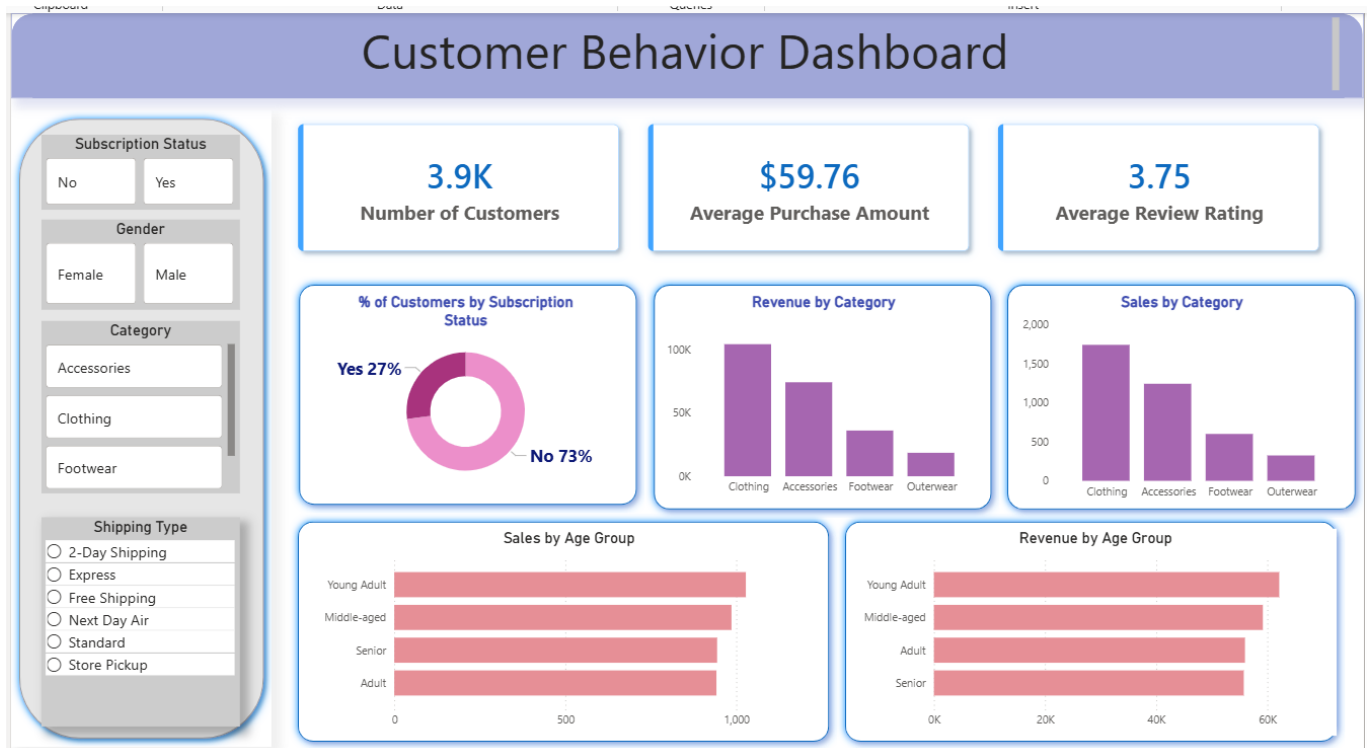 Clipboard Data Queries Insert
Customer Behavior Dashboard
Subscription Status
No Yes
Gender
Female Male
Category
Accessories
Clothing
Footwear
Shipping Type
2-Day Shipping
Express
Free Shipping
Next Day Air
Standard
Store Pickup
3.9K
Number of Customers
$59.76
Average Purchase Amount
3.75
Average Review Rating
% of Customers by Subscription
Status
Yes 27%
No 73%
Revenue by Category
100K
50K
0K
Clothing Accessories Footwear Outerwear
Sales by Category
2,000
1,500
1,000
500
0
Clothing Accessories Footwear Outerwear
Sales by Age Group
Young Adult
Middle-aged
Senior
Adult
0 500 1,000
Revenue by Age Group
Young Adult
Middle-aged
Adult
Senior
0K 20K 40K 60K